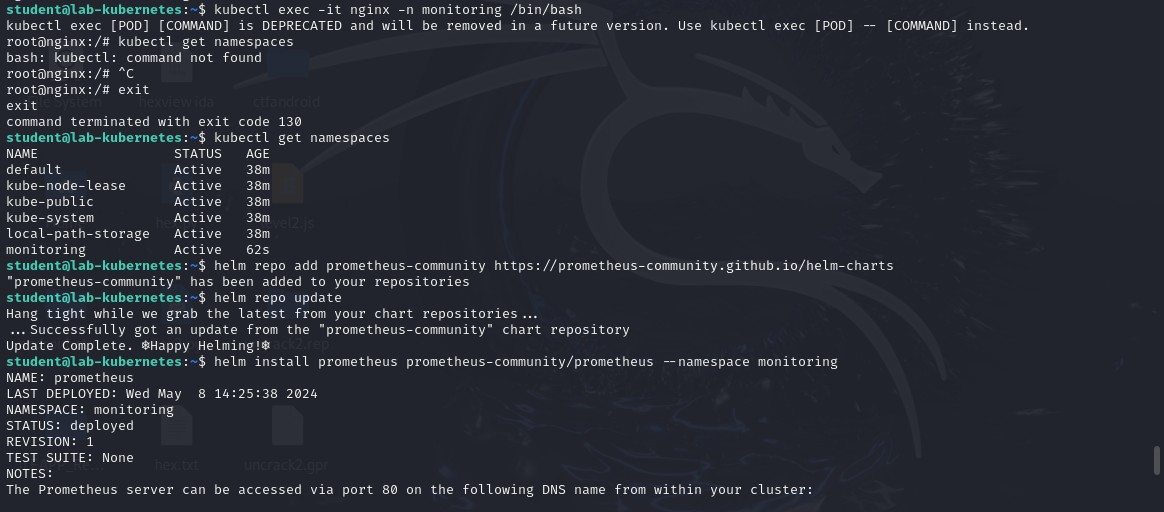 student@lab-kubernetes:~$ kubectl exec -it nginx -n monitoring /bin/bash
kubectl exec [POD] [COMMAND] is DEPRECATED and will be removed in a future version. Use kubectl exec [POD] -- [COMMAND] instead.
root@nginx:/# kubectl get namespaces
bash: kubectl: command not found
root@nginx:/# ^C
root@nginx:/# exit
exit
command terminated with exit code 130
student@lab-kubernetes:~$ kubectl get namespaces
NAME STATUS AGE
default Active 38m
kube-node-lease Active 38m
kube-public Active 38m
kube-system Active 38m
local-path-storage Active 38m
monitoring Active 62s
student@lab-kubernetes:~$ helm repo add prometheus-community https://prometheus-community.github.io/helm-charts
"prometheus-community" has been added to your repositories
student@lab-kubernetes:~$ helm repo update
Hang tight while we grab the latest from your chart repositories...
...Successfully got an update from the "prometheus-community" chart repository
Update Complete. ⎈Happy Helming!⎈
student@lab-kubernetes:~$ helm install prometheus prometheus-community/prometheus --namespace monitoring
NAME: prometheus
LAST DEPLOYED: Wed May  8 14:25:38 2024
NAMESPACE: monitoring
STATUS: deployed
REVISION: 1
TEST SUITE: None
NOTES:
The Prometheus server can be accessed via port 80 on the following DNS name from within your cluster:
hexview.ida
ctfandroid
hex.txt
uncrack2.gpr